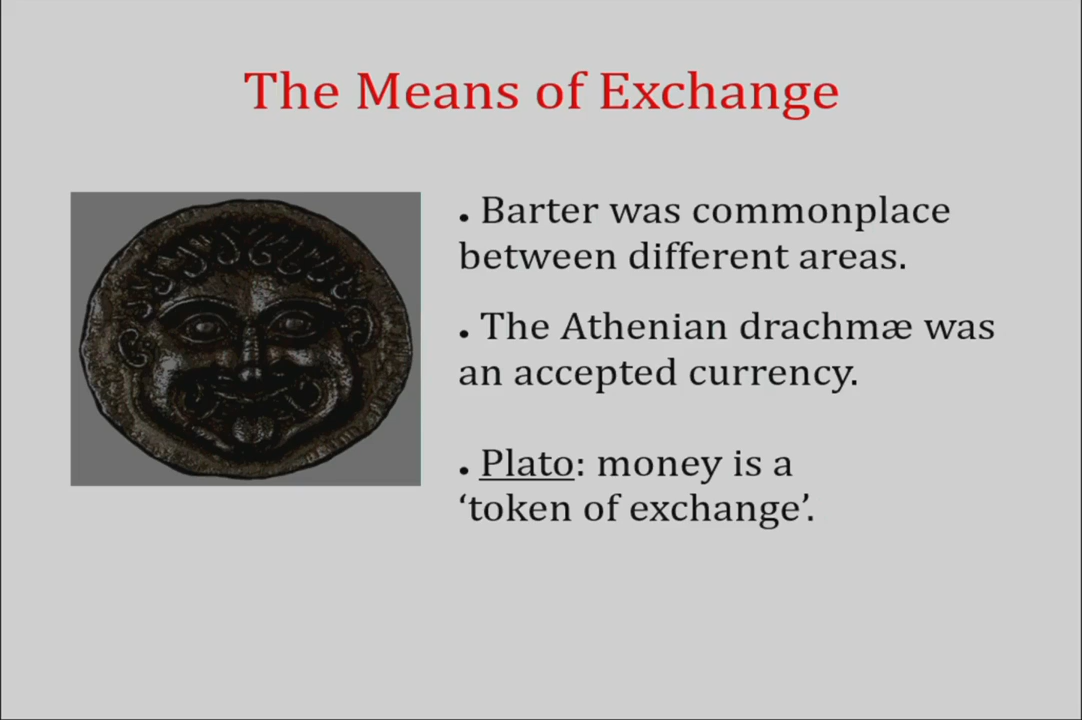 The Means of Exchange
. Barter was commonplace
between different areas.
. The Athenian drachmæ was
an accepted currency.
. Plato: money is a
‘token of exchange’.